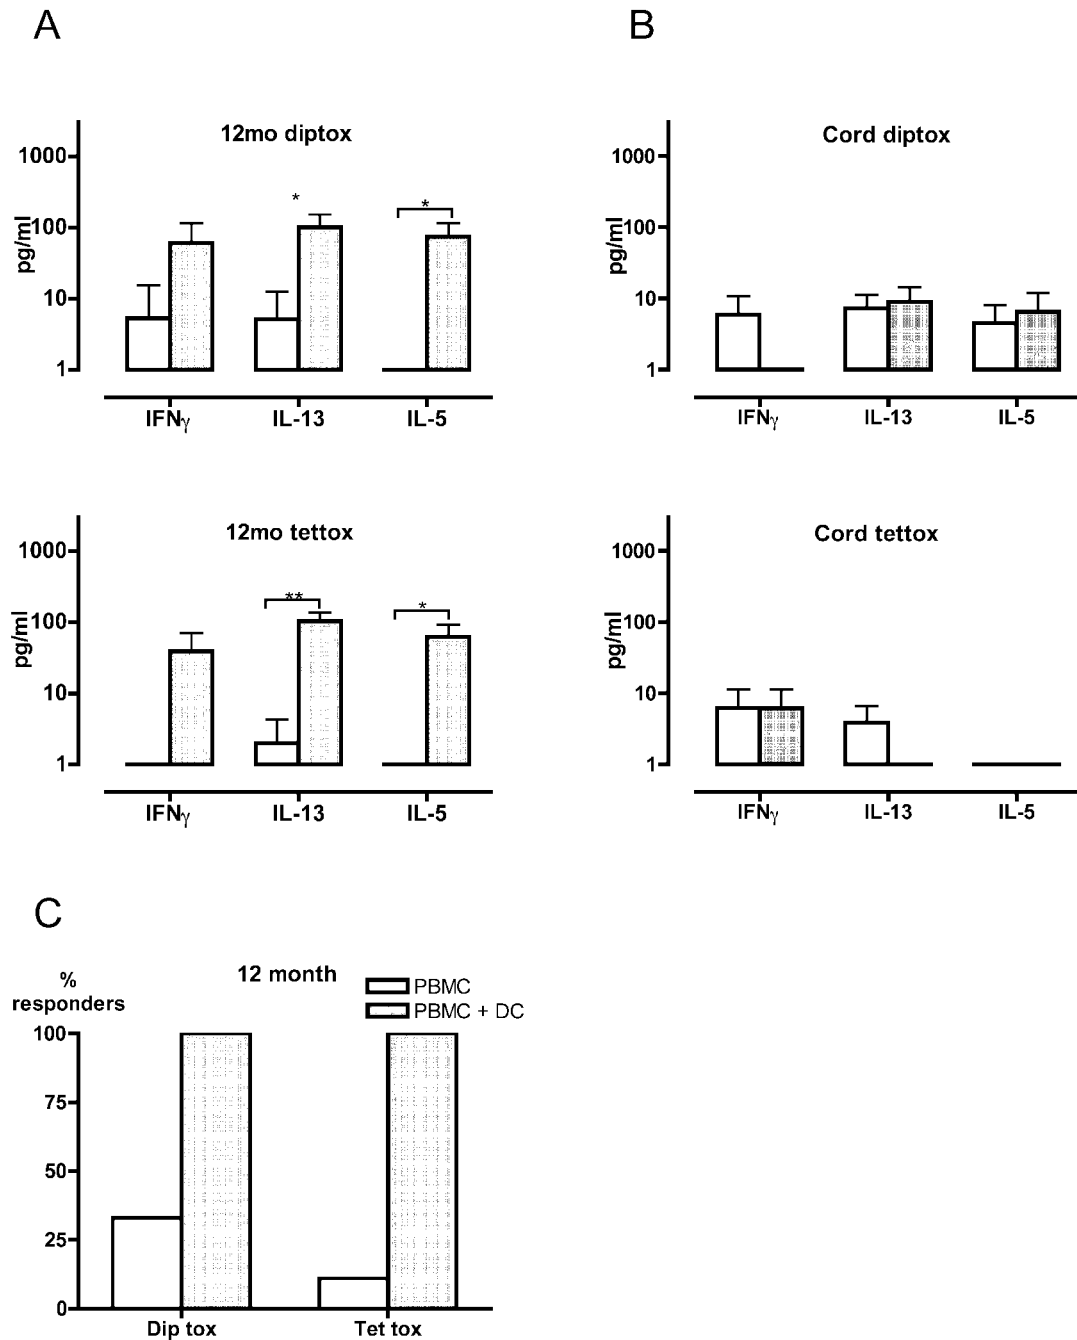 A
B
12mo diptox
1000
100
10
1
pg/ml
*
*
IFNγ
IL-13
IL-5
Cord diptox
1000
100
10
1
pg/ml
IFNγ
IL-13
IL-5
12mo tettox
1000
100
10
1
pg/ml
**
*
IFNγ
IL-13
IL-5
Cord tettox
1000
100
10
1
pg/ml
IFNγ
IL-13
IL-5
C
%
responders
12 month
PBMC
PBMC + DC
100
75
50
25
0
Dip tox
Tet tox